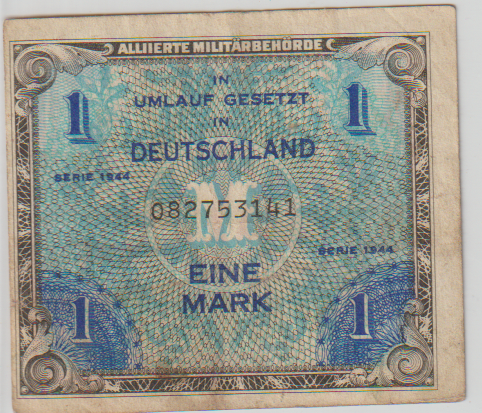 ALLIIERTE MILITÄRBEHÖRDE
IN
UMLAUF GESETZT
1 1
IN
DEUTSCHLAND
SERIE 1944
M
082753141
SERIE 1944
EINE
MARK
1 1